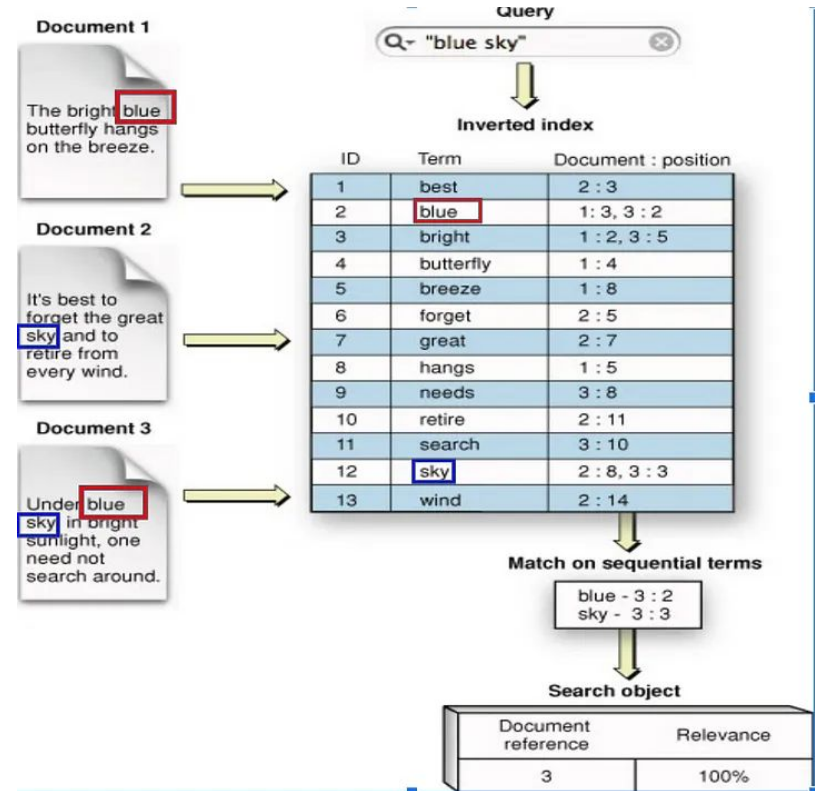 Document 1
The bright blue
butterfly hangs
on the breeze.
Document 2
It's best to
forget the great
sky and to
retire from
every wind.
Document 3
Under blue
sky, in bright
sunlight, one
need not
search around.
Query
"blue sky"
Inverted index
ID Term Document : position
1 best 2 : 3
2 blue 1: 3, 3 : 2
3 bright 1 : 2, 3 : 5
4 butterfly 1 : 4
5 breeze 1 : 8
6 forget 2 : 5
7 great 2 : 7
8 hangs 1 : 5
9 needs 3 : 8
10 retire 2 : 11
11 search 3 : 10
12 sky 2 : 8, 3 : 3
13 wind 2 : 14
Match on sequential terms
blue - 3 : 2
sky - 3 : 3
Search object
Document
reference
Relevance
3 100%